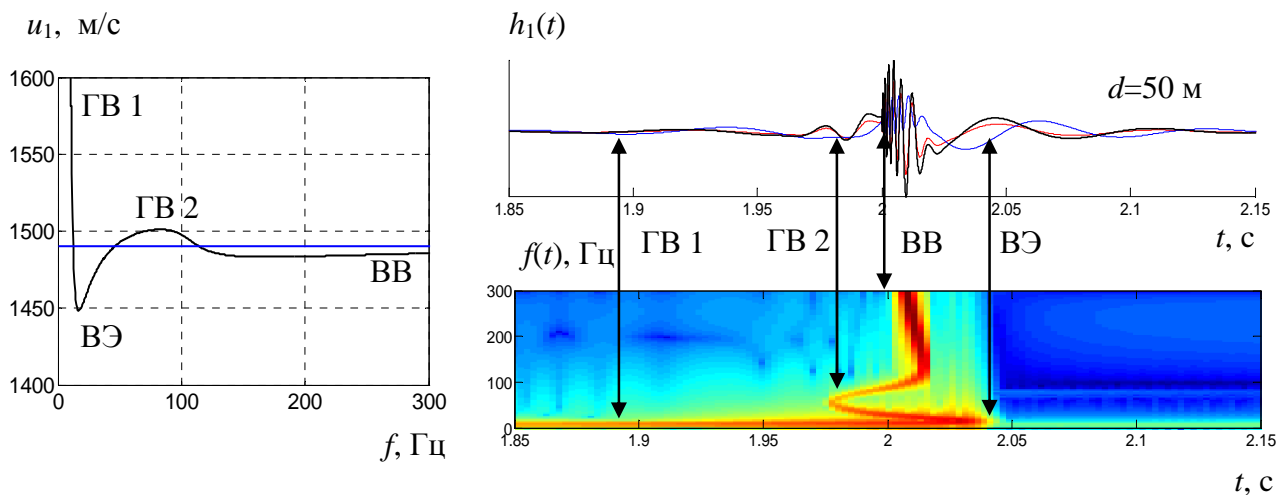 u₁, м/с
1600
1550
1500
1450
1400
0 100 200 300
f, Гц
ГВ 1
ГВ 2
ВВ
ВЭ
h₁(t)
d=50 м
1.85 1.9 1.95 2 2.05 2.1 2.15
t, с
ГВ 1 ГВ 2 ВВ ВЭ
f(t), Гц
300
200
100
0
1.85 1.9 1.95 2 2.05 2.1 2.15
t, с